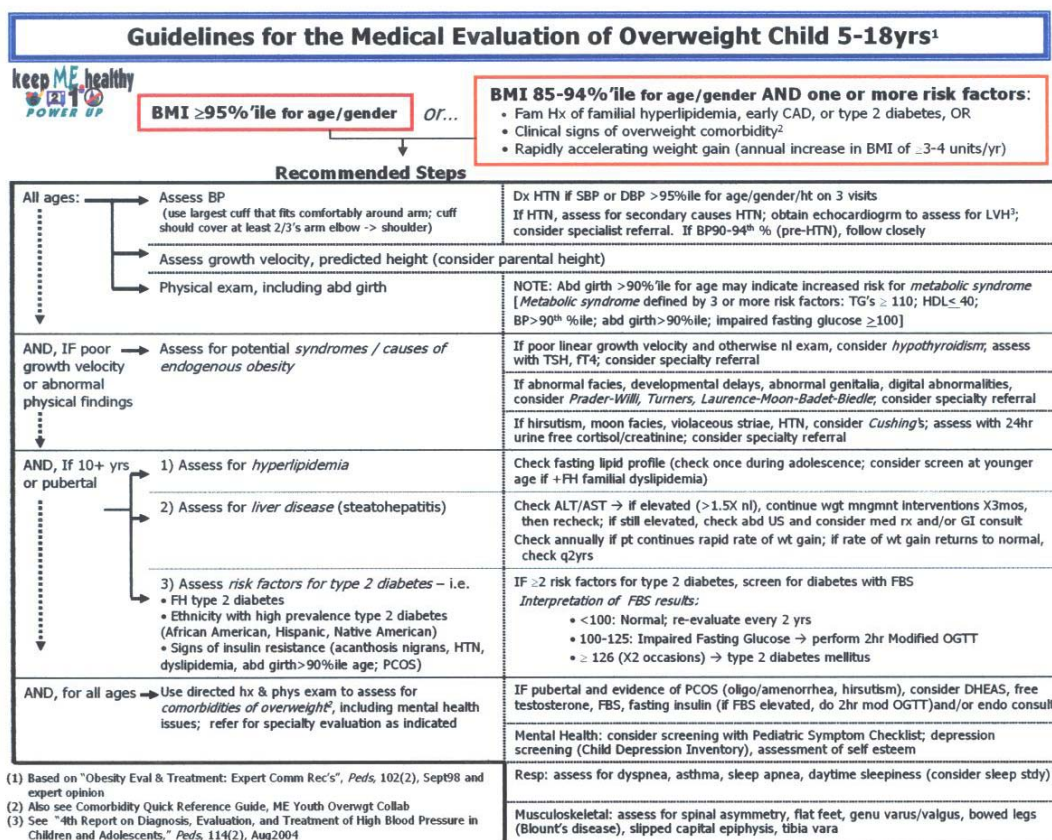 Guidelines for the Medical Evaluation of Overweight Child 5-18yrs¹
keep ME healthy
2 1 0
POWER UP
BMI ≥95%'ile for age/gender
or...
BMI 85-94%'ile for age/gender AND one or more risk factors:
• Fam Hx of familial hyperlipidemia, early CAD, or type 2 diabetes, OR
• Clinical signs of overweight comorbidity²
• Rapidly accelerating weight gain (annual increase in BMI of ≥3-4 units/yr)
Recommended Steps
All ages:
Assess BP
(use largest cuff that fits comfortably around arm; cuff
should cover at least 2/3's arm elbow -> shoulder)
Dx HTN if SBP or DBP >95%ile for age/gender/ht on 3 visits
If HTN, assess for secondary causes HTN; obtain echocardiogrm to assess for LVH³;
consider specialist referral. If BP90-94th % (pre-HTN), follow closely
Assess growth velocity, predicted height (consider parental height)
Physical exam, including abd girth
NOTE: Abd girth >90%'ile for age may indicate increased risk for metabolic syndrome
[Metabolic syndrome defined by 3 or more risk factors: TG's ≥ 110; HDL≤ 40;
BP>90th %ile; abd girth>90%ile; impaired fasting glucose ≥100]
AND, IF poor
growth velocity
or abnormal
physical findings
Assess for potential syndromes / causes of
endogenous obesity
If poor linear growth velocity and otherwise nl exam, consider hypothyroidism; assess
with TSH, fT4; consider specialty referral
If abnormal facies, developmental delays, abnormal genitalia, digital abnormalities,
consider Prader-Willi, Turners, Laurence-Moon-Badet-Biedle; consider specialty referral
If hirsutism, moon facies, violaceous striae, HTN, consider Cushing's; assess with 24hr
urine free cortisol/creatinine; consider specialty referral
AND, If 10+ yrs
or pubertal
1) Assess for hyperlipidemia
Check fasting lipid profile (check once during adolescence; consider screen at younger
age if +FH familial dyslipidemia)
2) Assess for liver disease (steatohepatitis)
Check ALT/AST → if elevated (>1.5X nl), continue wgt mngmnt interventions X3mos,
then recheck; if still elevated, check abd US and consider med rx and/or GI consult
Check annually if pt continues rapid rate of wt gain; if rate of wt gain returns to normal,
check q2yrs
3) Assess risk factors for type 2 diabetes – i.e.
• FH type 2 diabetes
• Ethnicity with high prevalence type 2 diabetes
(African American, Hispanic, Native American)
• Signs of insulin resistance (acanthosis nigrans, HTN,
dyslipidemia, abd girth>90%ile age; PCOS)
IF ≥2 risk factors for type 2 diabetes, screen for diabetes with FBS
Interpretation of FBS results:
• <100: Normal; re-evaluate every 2 yrs
• 100-125: Impaired Fasting Glucose → perform 2hr Modified OGTT
• ≥ 126 (X2 occasions) → type 2 diabetes mellitus
AND, for all ages
Use directed hx & phys exam to assess for
comorbidities of overweight², including mental health
issues; refer for specialty evaluation as indicated
IF pubertal and evidence of PCOS (oligo/amenorrhea, hirsutism), consider DHEAS, free
testosterone, FBS, fasting insulin (if FBS elevated, do 2hr mod OGTT)and/or endo consult
Mental Health: consider screening with Pediatric Symptom Checklist; depression
screening (Child Depression Inventory), assessment of self esteem
Resp: assess for dyspnea, asthma, sleep apnea, daytime sleepiness (consider sleep stdy)
Musculoskeletal: assess for spinal asymmetry, flat feet, genu varus/valgus, bowed legs
(Blount's disease), slipped capital epiphysis, tibia vara
(1) Based on "Obesity Eval & Treatment: Expert Comm Rec's", Peds, 102(2), Sept98 and
expert opinion
(2) Also see Comorbidity Quick Reference Guide, ME Youth Overwgt Collab
(3) See "4th Report on Diagnosis, Evaluation, and Treatment of High Blood Pressure in
Children and Adolescents," Peds, 114(2), Aug2004